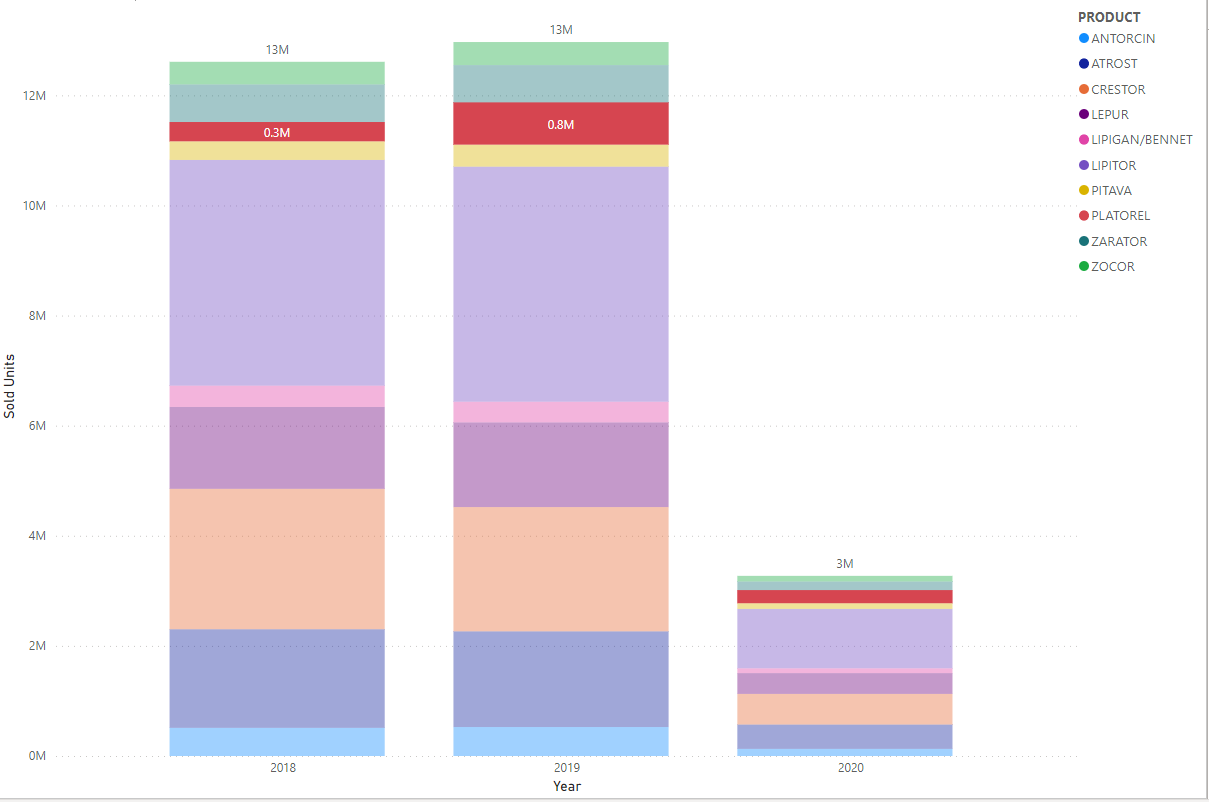 PRODUCT
ANTORCIN
ATROST
CRESTOR
LEPUR
LIPIGAN/BENNET
LIPITOR
PITAVA
PLATOREL
ZARATOR
ZOCOR
13M
13M
12M
0.3M
0.8M
10M
8M
6M
4M
3M
2M
0M
Sold Units
2018
2019
2020
Year